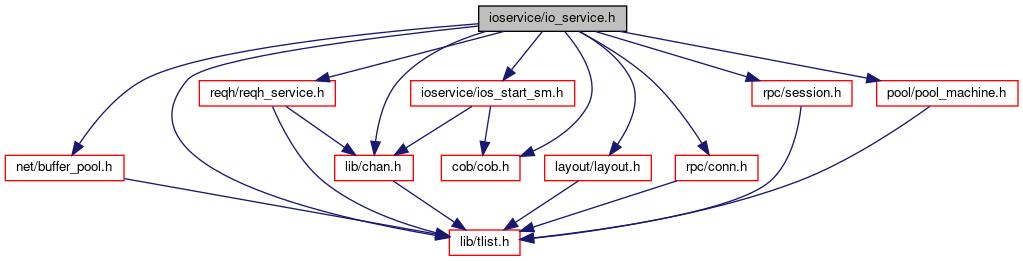 ioservice/io_service.h
reqh/reqh_service.h
ioservice/ios_start_sm.h
rpc/session.h
pool/pool_machine.h
net/buffer_pool.h
lib/chan.h
cob/cob.h
layout/layout.h
rpc/conn.h
lib/tlist.h